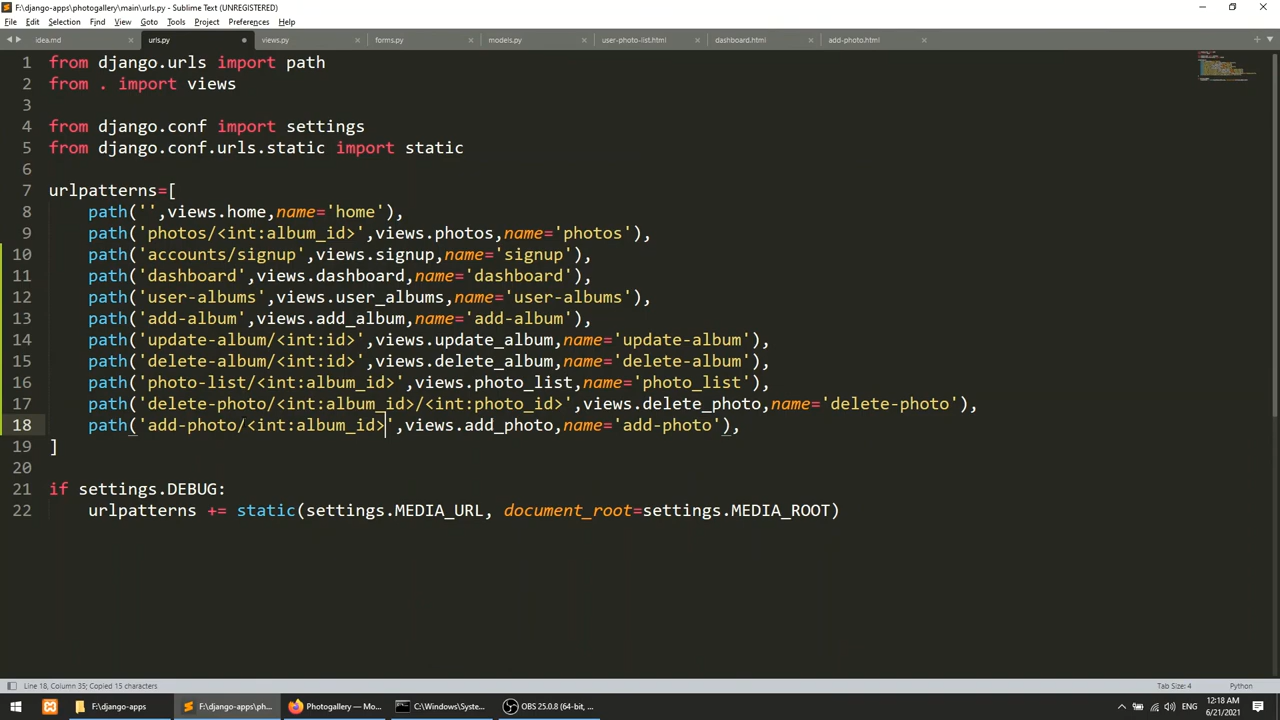 F:\django-apps\photogallery\main\urls.py - Sublime Text (UNREGISTERED)
File Edit Selection Find View Goto Tools Project Preferences Help
idea.md urls.py views.py forms.py models.py user-photo-list.html dashboard.html add-photo.html
1 from django.urls import path
2 from . import views
3
4 from django.conf import settings
5 from django.conf.urls.static import static
6
7 urlpatterns=[
8 path('',views.home,name='home'),
9 path('photos/<int:album_id>',views.photos,name='photos'),
10 path('accounts/signup',views.signup,name='signup'),
11 path('dashboard',views.dashboard,name='dashboard'),
12 path('user-albums',views.user_albums,name='user-albums'),
13 path('add-album',views.add_album,name='add-album'),
14 path('update-album/<int:id>',views.update_album,name='update-album'),
15 path('delete-album/<int:id>',views.delete_album,name='delete-album'),
16 path('photo-list/<int:album_id>',views.photo_list,name='photo_list'),
17 path('delete-photo/<int:album_id>/<int:photo_id>',views.delete_photo,name='delete-photo'),
18 path('add-photo/<int:album_id>',views.add_photo,name='add-photo'),
19 ]
20
21 if settings.DEBUG:
22 urlpatterns += static(settings.MEDIA_URL, document_root=settings.MEDIA_ROOT)
Line 18, Column 35; Copied 15 characters Tab Size: 4 Python
F:\django-apps F:\django-apps\ph... Photogallery — Mo... C:\Windows\Syste... OBS 25.0.8 (64-bit, ... ENG 12:18 AM
6/21/2021